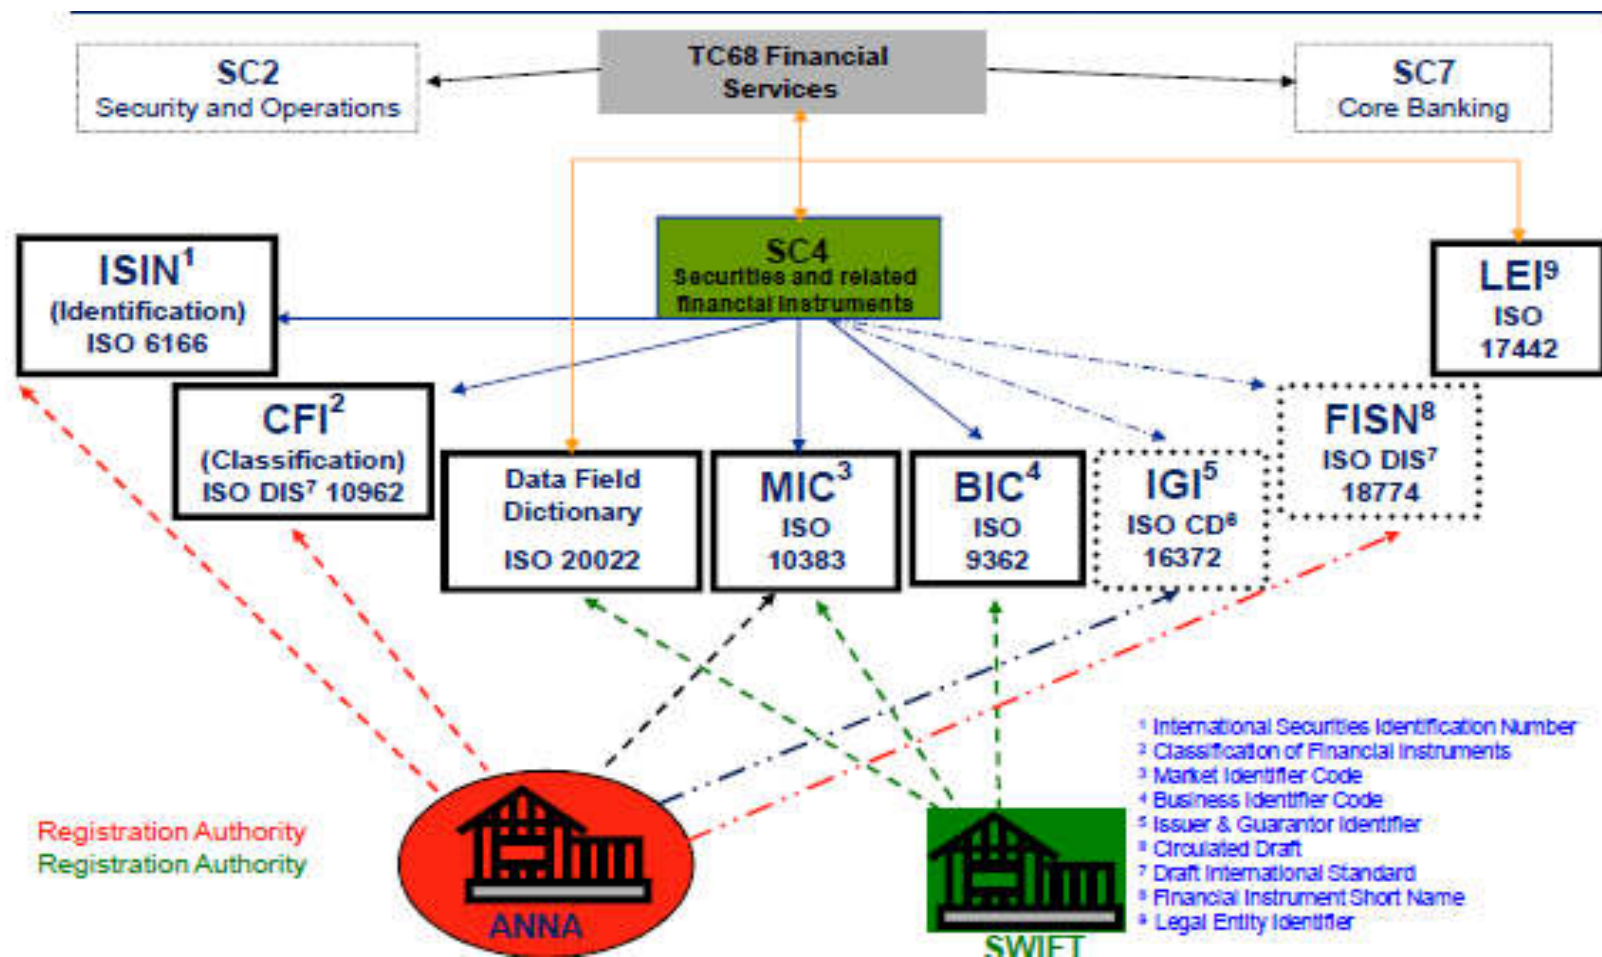 TC68 Financial
Services
SC2
Security and Operations
SC7
Core Banking
SC4
Securities and related
financial instruments
ISIN¹
(Identification)
ISO 6166
LEI⁹
ISO
17442
CFI²
(Classification)
ISO DIS⁷ 10962
FISN⁸
ISO DIS⁷
18774
Data Field
Dictionary
ISO 20022
MIC³
ISO
10383
BIC⁴
ISO
9362
IGI⁵
ISO CD⁶
16372
Registration Authority
Registration Authority
ANNA
SWIFT
¹ International Securities Identification Number
² Classification of Financial Instruments
³ Market Identifier Code
⁴ Business Identifier Code
⁵ Issuer & Guarantor Identifier
⁶ Circulated Draft
⁷ Draft International Standard
⁸ Financial Instrument Short Name
⁹ Legal Entity Identifier